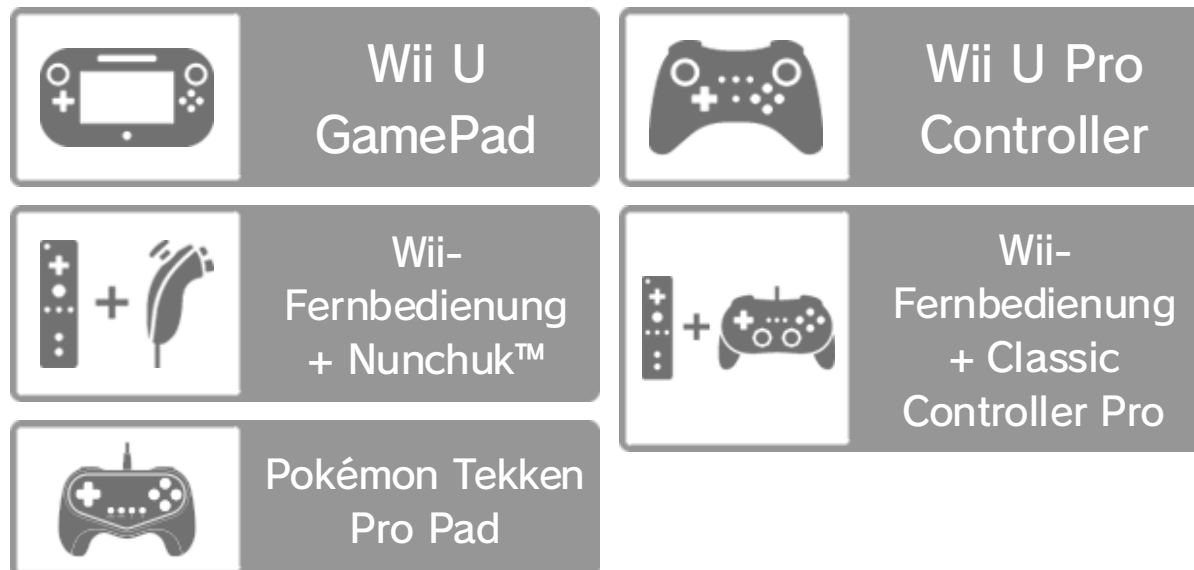 Wii U
GamePad
Wii U Pro
Controller
Wii-
Fernbedienung
+ Nunchuk™
Wii-
Fernbedienung
+ Classic
Controller Pro
Pokémon Tekken
Pro Pad